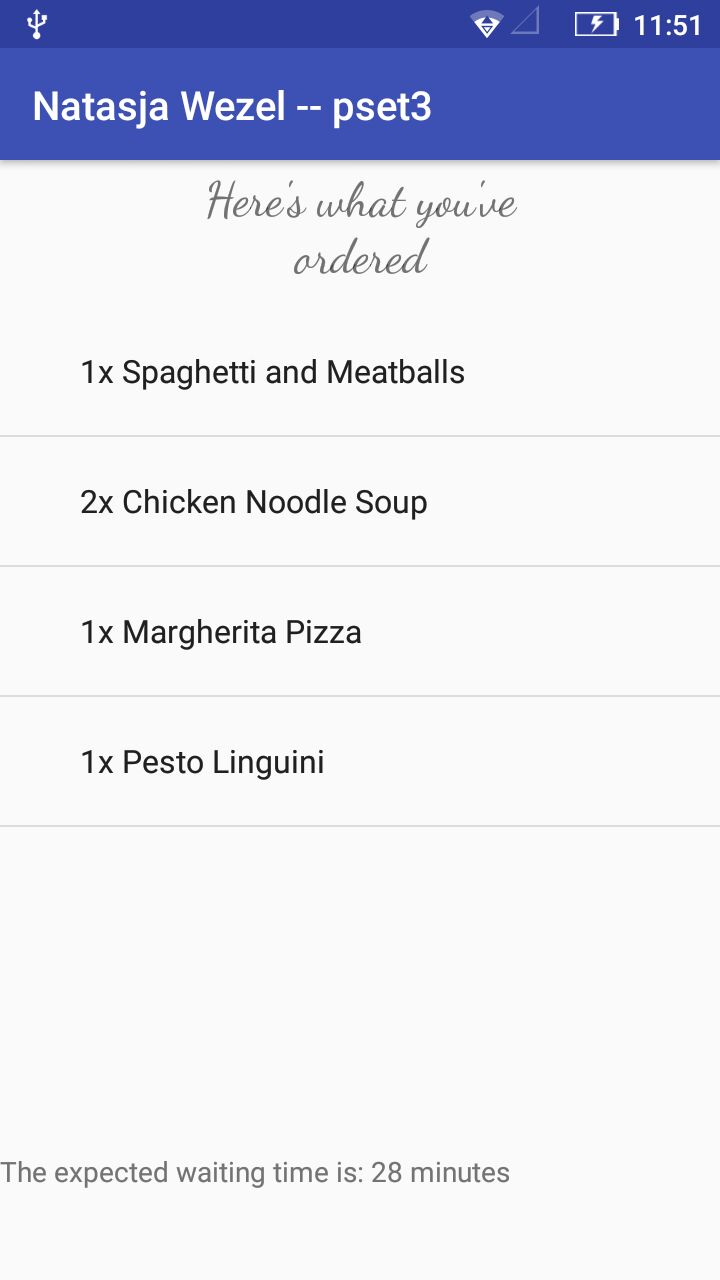 11:51
Natasja Wezel -- pset3
Here's what you've
ordered
1x Spaghetti and Meatballs
2x Chicken Noodle Soup
1x Margherita Pizza
1x Pesto Linguini
The expected waiting time is: 28 minutes